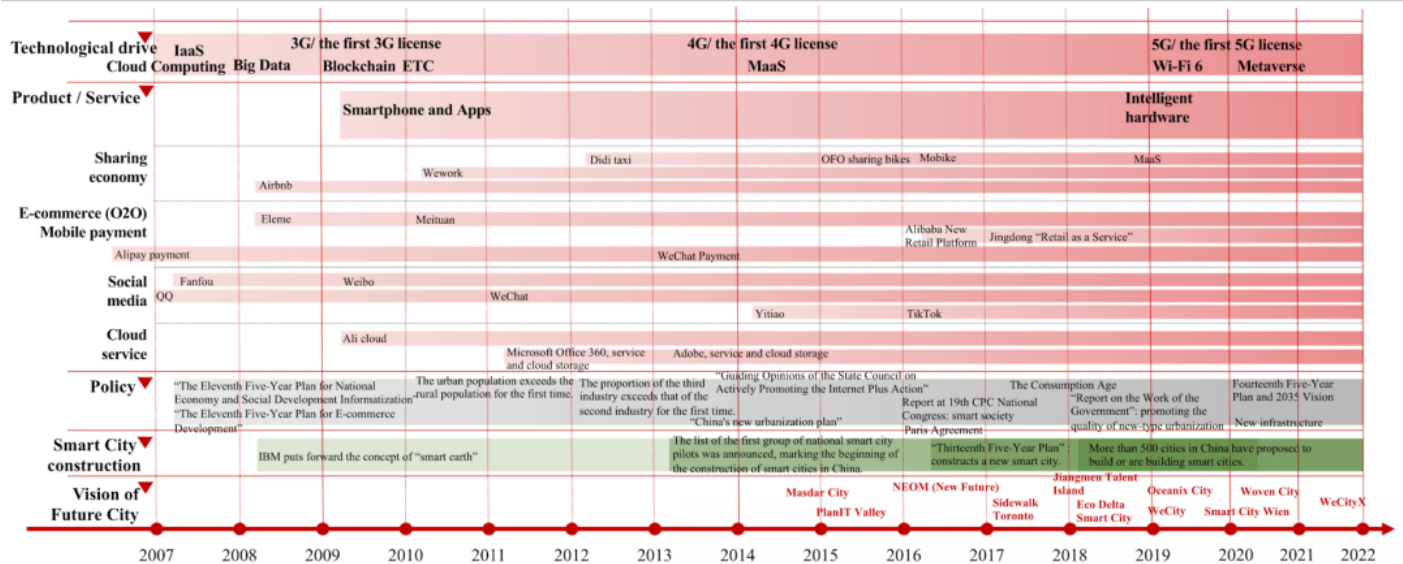 Technological drive
IaaS
Cloud Computing
Big Data
3G/ the first 3G license
Blockchain ETC
4G/ the first 4G license
MaaS
5G/ the first 5G license
Wi-Fi 6
Metaverse
Product / Service
Smartphone and Apps
Intelligent
hardware
Sharing
economy
Didi taxi
OFO sharing bikes
Mobike
MaaS
Wework
Airbnb
E-commerce (O2O)
Mobile payment
Eleme
Meituan
Alibaba New
Retail Platform
Jingdong “Retail as a Service”
Alipay payment
WeChat Payment
Social
media
Fanfou
Weibo
QQ
WeChat
Yitiao
TikTok
Cloud
service
Ali cloud
Microsoft Office 360, service
and cloud storage
Adobe, service and cloud storage
Policy
“The Eleventh Five-Year Plan for National
Economy and Social Development Informatization”
“The Eleventh Five-Year Plan for E-commerce
Development”
The urban population exceeds the
rural population for the first time.
The proportion of the third
industry exceeds that of the
second industry for the first time.
“Guiding Opinions of the State Council on
Actively Promoting the Internet Plus Action”
“China's new urbanization plan”
Report at 19th CPC National
Congress: smart society
Paris Agreement
The Consumption Age
“Report on the Work of the
Government”: promoting the
quality of new-type urbanization
Fourteenth Five-Year
Plan and 2035 Vision
New infrastructure
Smart City
construction
IBM puts forward the concept of “smart earth”
The list of the first group of national smart city
pilots was announced, marking the beginning of
the construction of smart cities in China.
“Thirteenth Five-Year Plan” :
constructs a new smart city.
More than 500 cities in China have proposed to
build or are building smart cities.
Vision of
Future City
Masdar City
PlanIT Valley
NEOM (New Future)
Sidewalk
Toronto
Jiangmen Talent
Island
Eco Delta
Smart City
Oceanix City
WeCity
Smart City Wien
Woven City
WeCityX
2007
2008
2009
2010
2011
2012
2013
2014
2015
2016
2017
2018
2019
2020
2021
2022